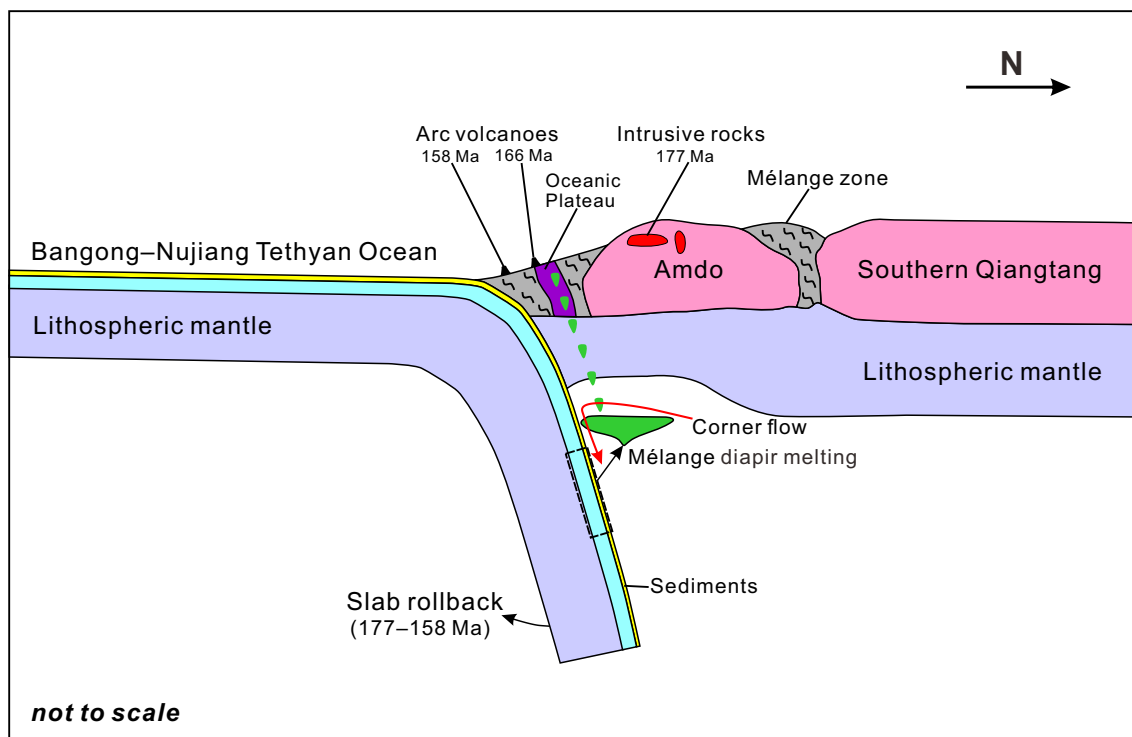 N
Arc volcanoes
158 Ma 166 Ma
Oceanic
Plateau
Intrusive rocks
177 Ma
Mélange zone
Bangong–Nujiang Tethyan Ocean
Amdo
Southern Qiangtang
Lithospheric mantle
Lithospheric mantle
Corner flow
Mélange diapir melting
Sediments
Slab rollback
(177–158 Ma)
not to scale